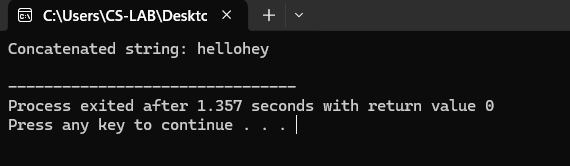 C:\Users\CS-LAB\Desktc
Concatenated string: hellohey
--------------------------------
Process exited after 1.357 seconds with return value 0
Press any key to continue . . .